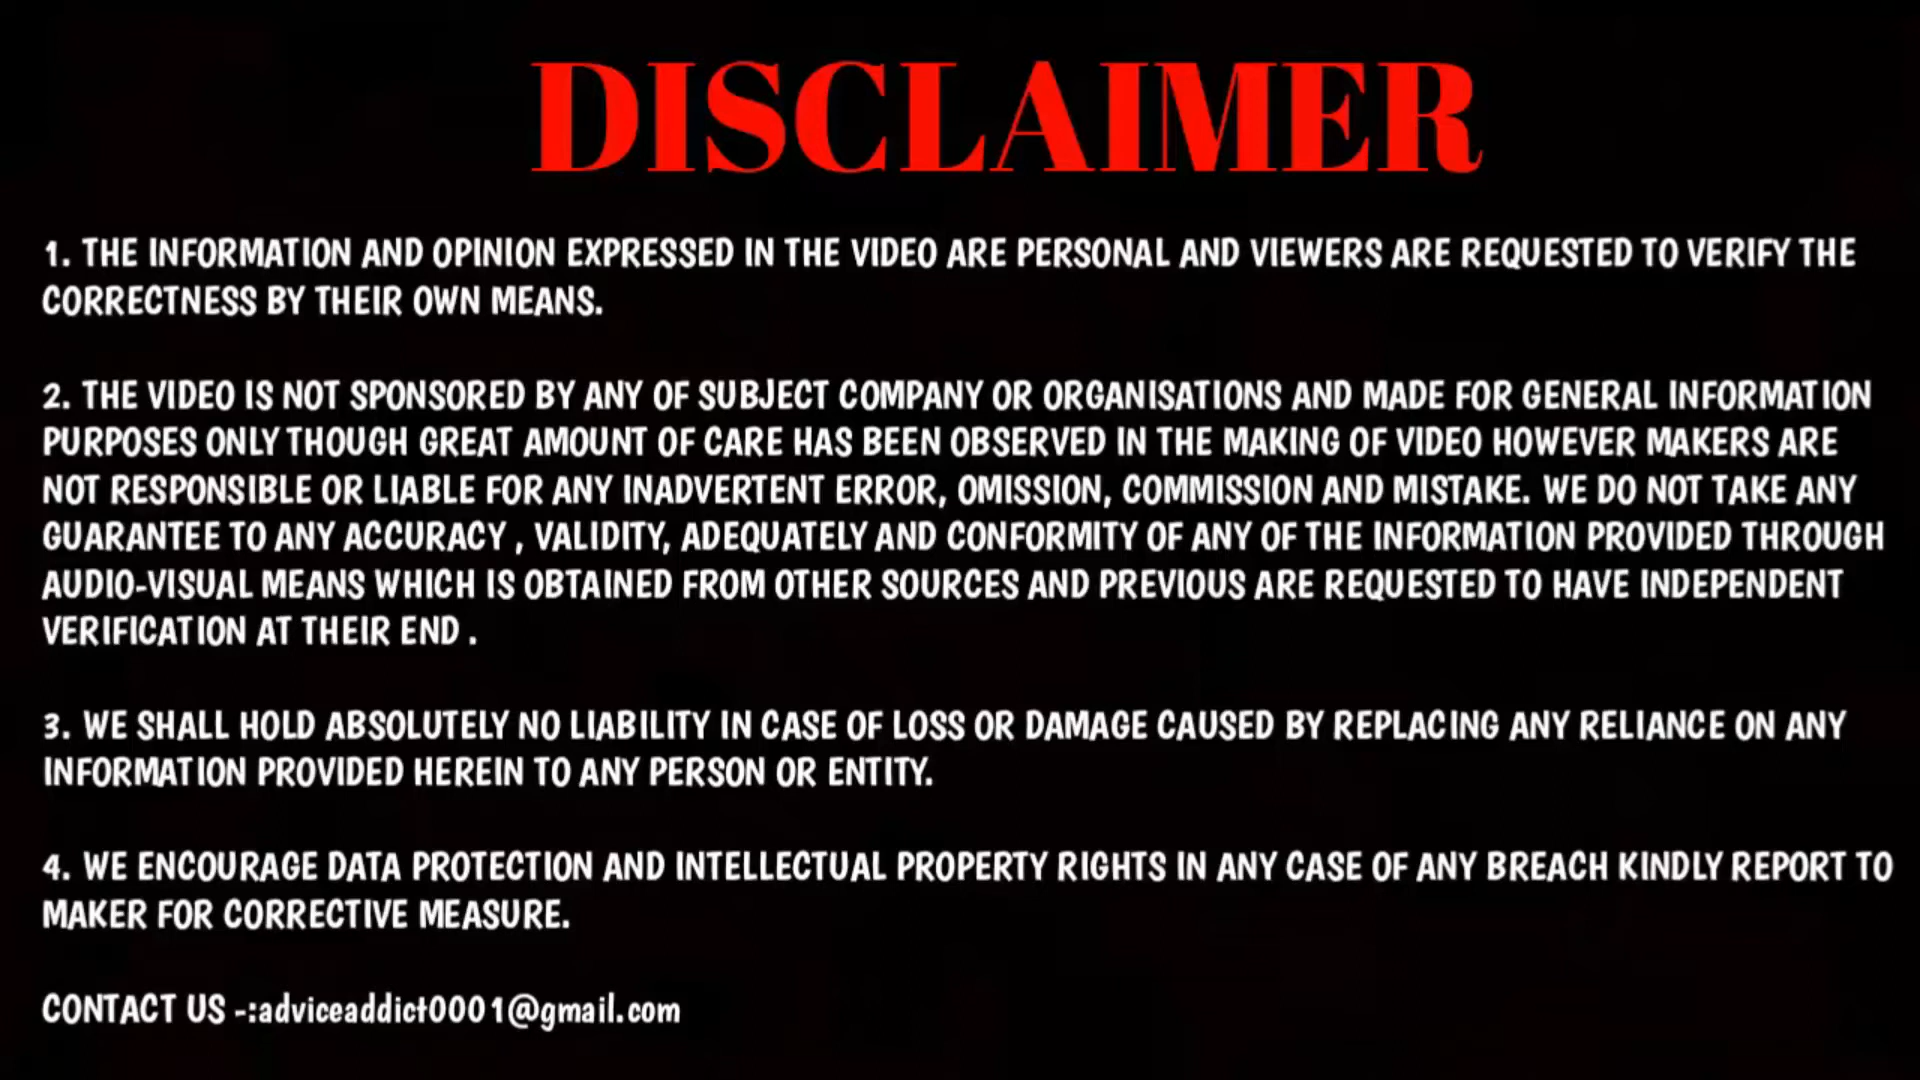 DISCLAIMER
1. THE INFORMATION AND OPINION EXPRESSED IN THE VIDEO ARE PERSONAL AND VIEWERS ARE REQUESTED TO VERIFY THE
CORRECTNESS BY THEIR OWN MEANS.
2. THE VIDEO IS NOT SPONSORED BY ANY OF SUBJECT COMPANY OR ORGANISATIONS AND MADE FOR GENERAL INFORMATION
PURPOSES ONLY THOUGH GREAT AMOUNT OF CARE HAS BEEN OBSERVED IN THE MAKING OF VIDEO HOWEVER MAKERS ARE
NOT RESPONSIBLE OR LIABLE FOR ANY INADVERTENT ERROR, OMISSION, COMMISSION AND MISTAKE. WE DO NOT TAKE ANY
GUARANTEE TO ANY ACCURACY , VALIDITY, ADEQUATELY AND CONFORMITY OF ANY OF THE INFORMATION PROVIDED THROUGH
AUDIO-VISUAL MEANS WHICH IS OBTAINED FROM OTHER SOURCES AND PREVIOUS ARE REQUESTED TO HAVE INDEPENDENT
VERIFICATION AT THEIR END .
3. WE SHALL HOLD ABSOLUTELY NO LIABILITY IN CASE OF LOSS OR DAMAGE CAUSED BY REPLACING ANY RELIANCE ON ANY
INFORMATION PROVIDED HEREIN TO ANY PERSON OR ENTITY.
4. WE ENCOURAGE DATA PROTECTION AND INTELLECTUAL PROPERTY RIGHTS IN ANY CASE OF ANY BREACH KINDLY REPORT TO
MAKER FOR CORRECTIVE MEASURE.
CONTACT US -:adviceaddict0001@gmail.com